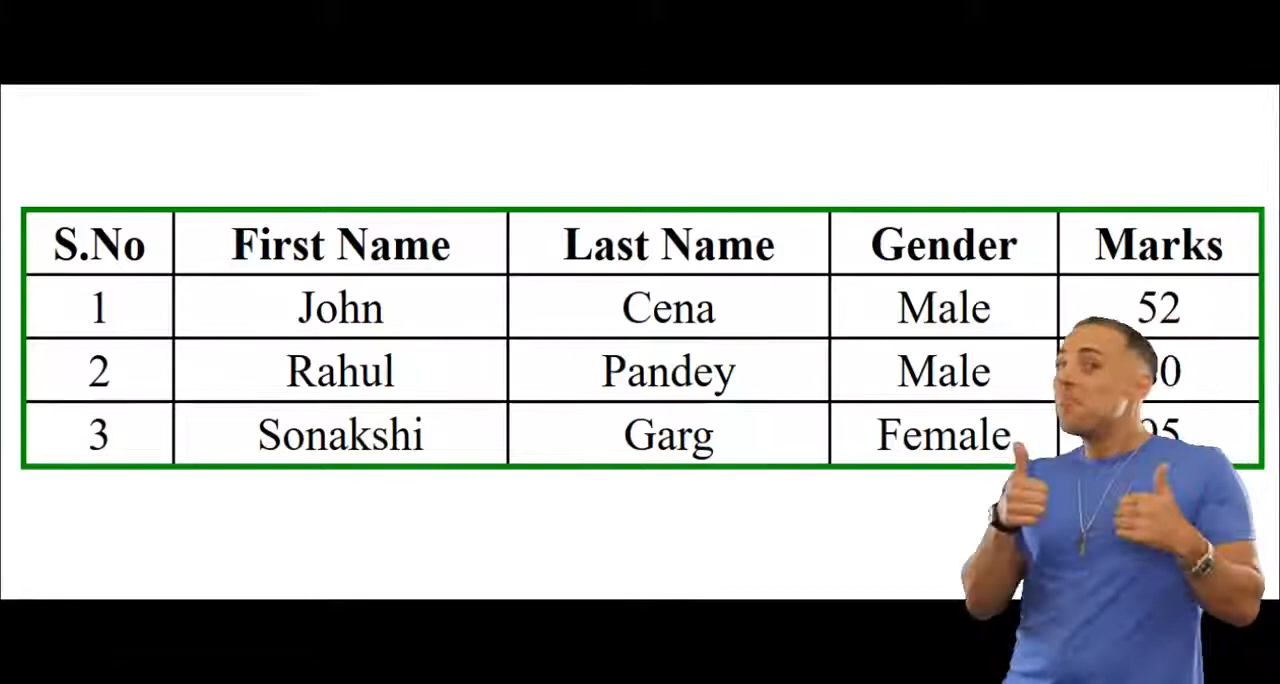 S.No First Name Last Name Gender Marks
1 John Cena Male 52
2 Rahul Pandey Male
3 Sonakshi Garg Female